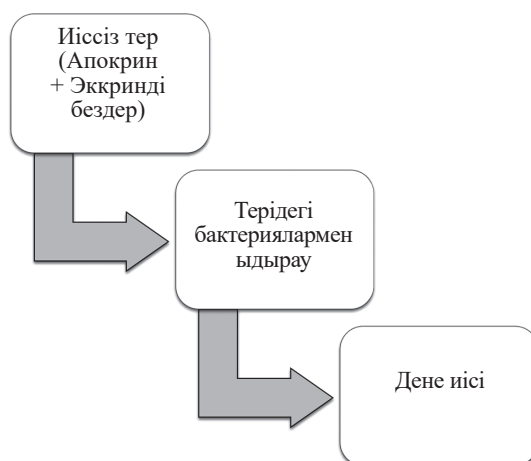 Иіссіз тер
(Апокрин
+ Эккринді
бездер)
Терідегі
бактериялармен
ыдырау
Дене иісі